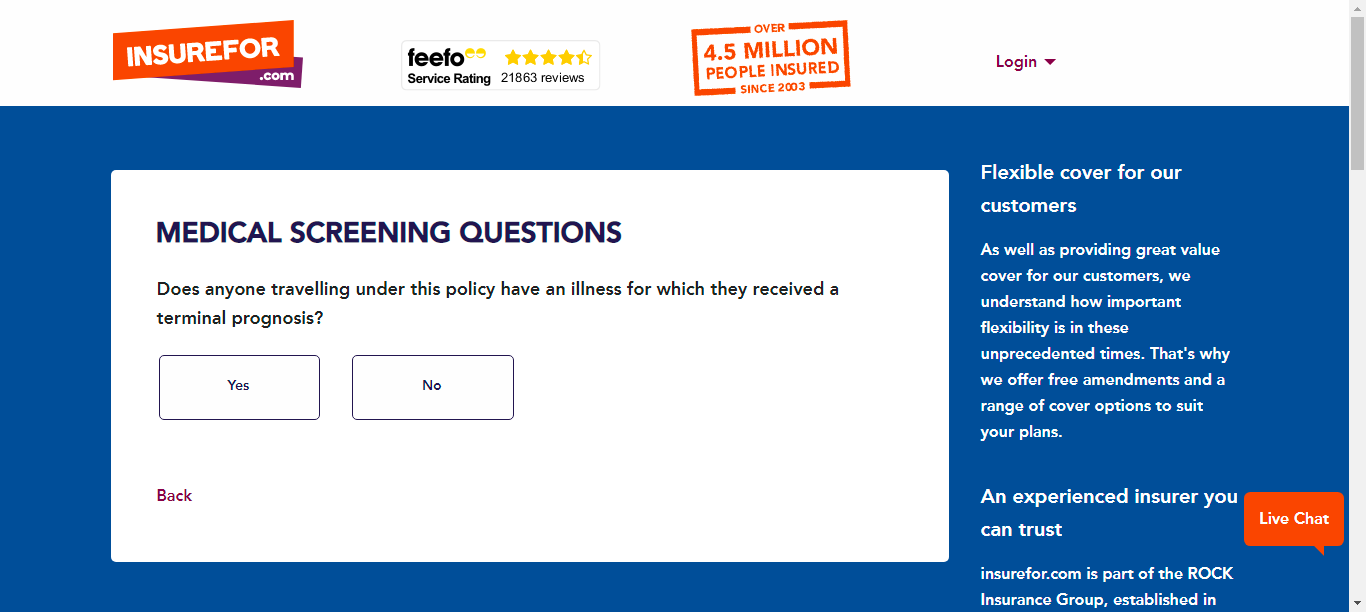 INSUREFOR
.com
feefo
Service Rating
21863 reviews
OVER
4.5 MILLION
PEOPLE INSURED
SINCE 2003
Login
MEDICAL SCREENING QUESTIONS
Does anyone travelling under this policy have an illness for which they received a
terminal prognosis?
Yes
No
Back
Flexible cover for our
customers
As well as providing great value
cover for our customers, we
understand how important
flexibility is in these
unprecedented times. That's why
we offer free amendments and a
range of cover options to suit
your plans.
An experienced insurer you
can trust
insurefor.com is part of the ROCK
Insurance Group, established in
Live Chat